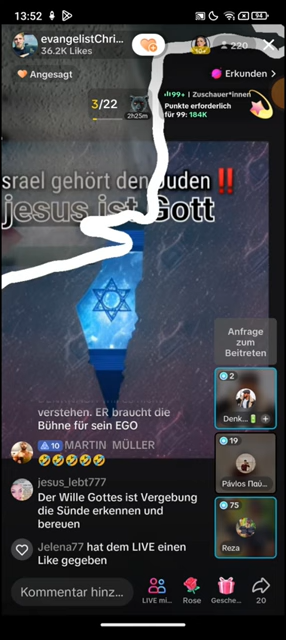 13:52
94
evangelistChri...
36.2K Likes
220
Angesagt
Erkunden >
3/22
2h25m
99+ | Zuschauer*innen
Punkte erforderlich
für 99: 184K
srael gehört den Juden ‼️
jesus ist Gott
Anfrage
zum
Beitreten
verstehen. ER braucht die
Bühne für sein EGO
2
Denk...
10 MARTIN MÜLLER
🤣🤣🤣🤣🤣
19
Pávlos Παύ...
jesus_lebt777
Der Wille Gottes ist Vergebung
die Sünde erkennen und
bereuen
75
Reza
Jelena77 hat dem LIVE einen
Like gegeben
Kommentar hinz...
LIVE mi...
Rose
Gesche...
20